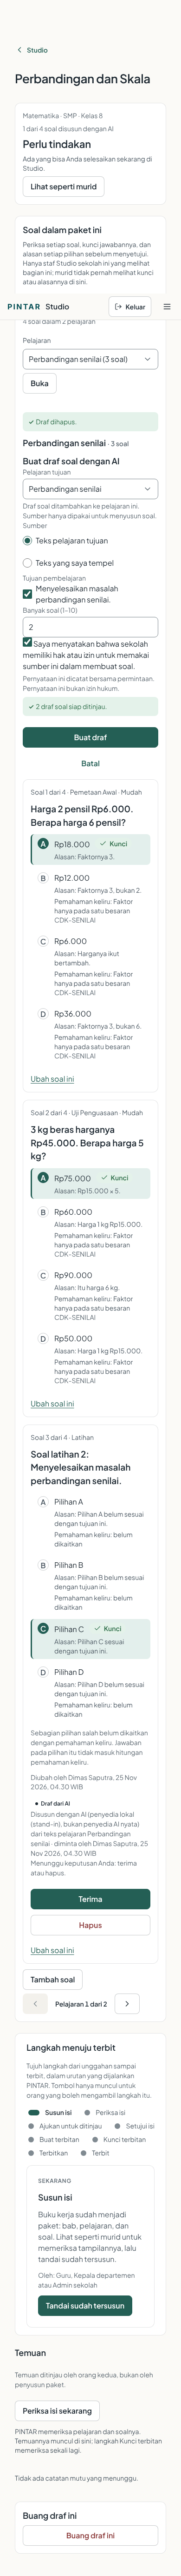 Studio
Perbandingan dan Skala
Matematika · SMP · Kelas 8
1 dari 4 soal disusun dengan AI
Perlu tindakan
Ada yang bisa Anda selesaikan sekarang di
Studio.
Lihat seperti murid
Soal dalam paket ini
Periksa setiap soal, kunci jawabannya, dan
alasan setiap pilihan sebelum menyetujui.
Hanya staf Studio sekolah ini yang melihat
bagian ini; murid tidak pernah melihat kunci
atau alasannya di sini.
PINTAR Studio
Keluar
4 soal dalam 2 pelajaran
Pelajaran
Perbandingan senilai (3 soal)
Buka
Draf dihapus.
Perbandingan senilai · 3 soal
Buat draf soal dengan AI
Pelajaran tujuan
Perbandingan senilai
Draf soal ditambahkan ke pelajaran ini.
Sumber hanya dipakai untuk menyusun soal.
Sumber
Teks pelajaran tujuan
Teks yang saya tempel
Tujuan pembelajaran
Menyelesaikan masalah
perbandingan senilai.
Banyak soal (1–10)
2
Saya menyatakan bahwa sekolah
memiliki hak atau izin untuk memakai
sumber ini dalam membuat soal.
Pernyataan ini dicatat bersama permintaan.
Pernyataan ini bukan izin hukum.
2 draf soal siap ditinjau.
Buat draf
Batal
Soal 1 dari 4 · Pemetaan Awal · Mudah
Harga 2 pensil Rp6.000.
Berapa harga 6 pensil?
A Rp18.000 Kunci
Alasan: Faktornya 3.
B Rp12.000
Alasan: Faktornya 3, bukan 2.
Pemahaman keliru: Faktor
hanya pada satu besaran
CDK-SENILAI
C Rp6.000
Alasan: Harganya ikut
bertambah.
Pemahaman keliru: Faktor
hanya pada satu besaran
CDK-SENILAI
D Rp36.000
Alasan: Faktornya 3, bukan 6.
Pemahaman keliru: Faktor
hanya pada satu besaran
CDK-SENILAI
Ubah soal ini
Soal 2 dari 4 · Uji Penguasaan · Mudah
3 kg beras harganya
Rp45.000. Berapa harga 5
kg?
A Rp75.000 Kunci
Alasan: Rp15.000 × 5.
B Rp60.000
Alasan: Harga 1 kg Rp15.000.
Pemahaman keliru: Faktor
hanya pada satu besaran
CDK-SENILAI
C Rp90.000
Alasan: Itu harga 6 kg.
Pemahaman keliru: Faktor
hanya pada satu besaran
CDK-SENILAI
D Rp50.000
Alasan: Harga 1 kg Rp15.000.
Pemahaman keliru: Faktor
hanya pada satu besaran
CDK-SENILAI
Ubah soal ini
Soal 3 dari 4 · Latihan
Soal latihan 2:
Menyelesaikan masalah
perbandingan senilai.
A Pilihan A
Alasan: Pilihan A belum sesuai
dengan tujuan ini.
Pemahaman keliru: belum
dikaitkan
B Pilihan B
Alasan: Pilihan B belum sesuai
dengan tujuan ini.
Pemahaman keliru: belum
dikaitkan
C Pilihan C Kunci
Alasan: Pilihan C sesuai
dengan tujuan ini.
D Pilihan D
Alasan: Pilihan D belum sesuai
dengan tujuan ini.
Pemahaman keliru: belum
dikaitkan
Sebagian pilihan salah belum dikaitkan
dengan pemahaman keliru. Jawaban
pada pilihan itu tidak masuk hitungan
pemahaman keliru.
Diubah oleh Dimas Saputra, 25 Nov
2026, 04.30 WIB
Draf dari AI
Disusun dengan AI (penyedia lokal
(stand-in), bukan penyedia AI nyata)
dari teks pelajaran Perbandingan
senilai · diminta oleh Dimas Saputra, 25
Nov 2026, 04.30 WIB
Menunggu keputusan Anda: terima
atau hapus.
Terima
Hapus
Ubah soal ini
Tambah soal
Pelajaran 1 dari 2
Langkah menuju terbit
Tujuh langkah dari unggahan sampai
terbit, dalam urutan yang dijalankan
PINTAR. Tombol hanya muncul untuk
orang yang boleh mengambil langkah itu.
Susun isi
Periksa isi
Ajukan untuk ditinjau
Setujui isi
Buat terbitan
Kunci terbitan
Terbitkan
Terbit
SEKARANG
Susun isi
Buku kerja sudah menjadi
paket: bab, pelajaran, dan
soal. Lihat seperti murid untuk
memeriksa tampilannya, lalu
tandai sudah tersusun.
Oleh: Guru, Kepala departemen
atau Admin sekolah
Tandai sudah tersusun
Temuan
Temuan ditinjau oleh orang kedua, bukan oleh
penyusun paket.
Periksa isi sekarang
PINTAR memeriksa pelajaran dan soalnya.
Temuannya muncul di sini; langkah Kunci terbitan
memeriksa sekali lagi.
Tidak ada catatan mutu yang menunggu.
Buang draf ini
Buang draf ini